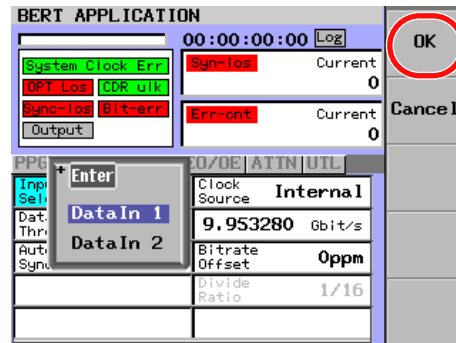 BERT APPLICATION
00:00:00:00 Log
OK
System Clock Err
OPT Los CDR ulk
Sync-los Bit-err
Output
Syn-los Current
0
Err-cnt Current
0
Cancel
PPG EO/OE ATTN UTL
Enter
DataIn 1
DataIn 2
Clock Source Internal
9.953280 Gbit/s
Bitrate Offset 0ppm
Divide Ratio 1/16